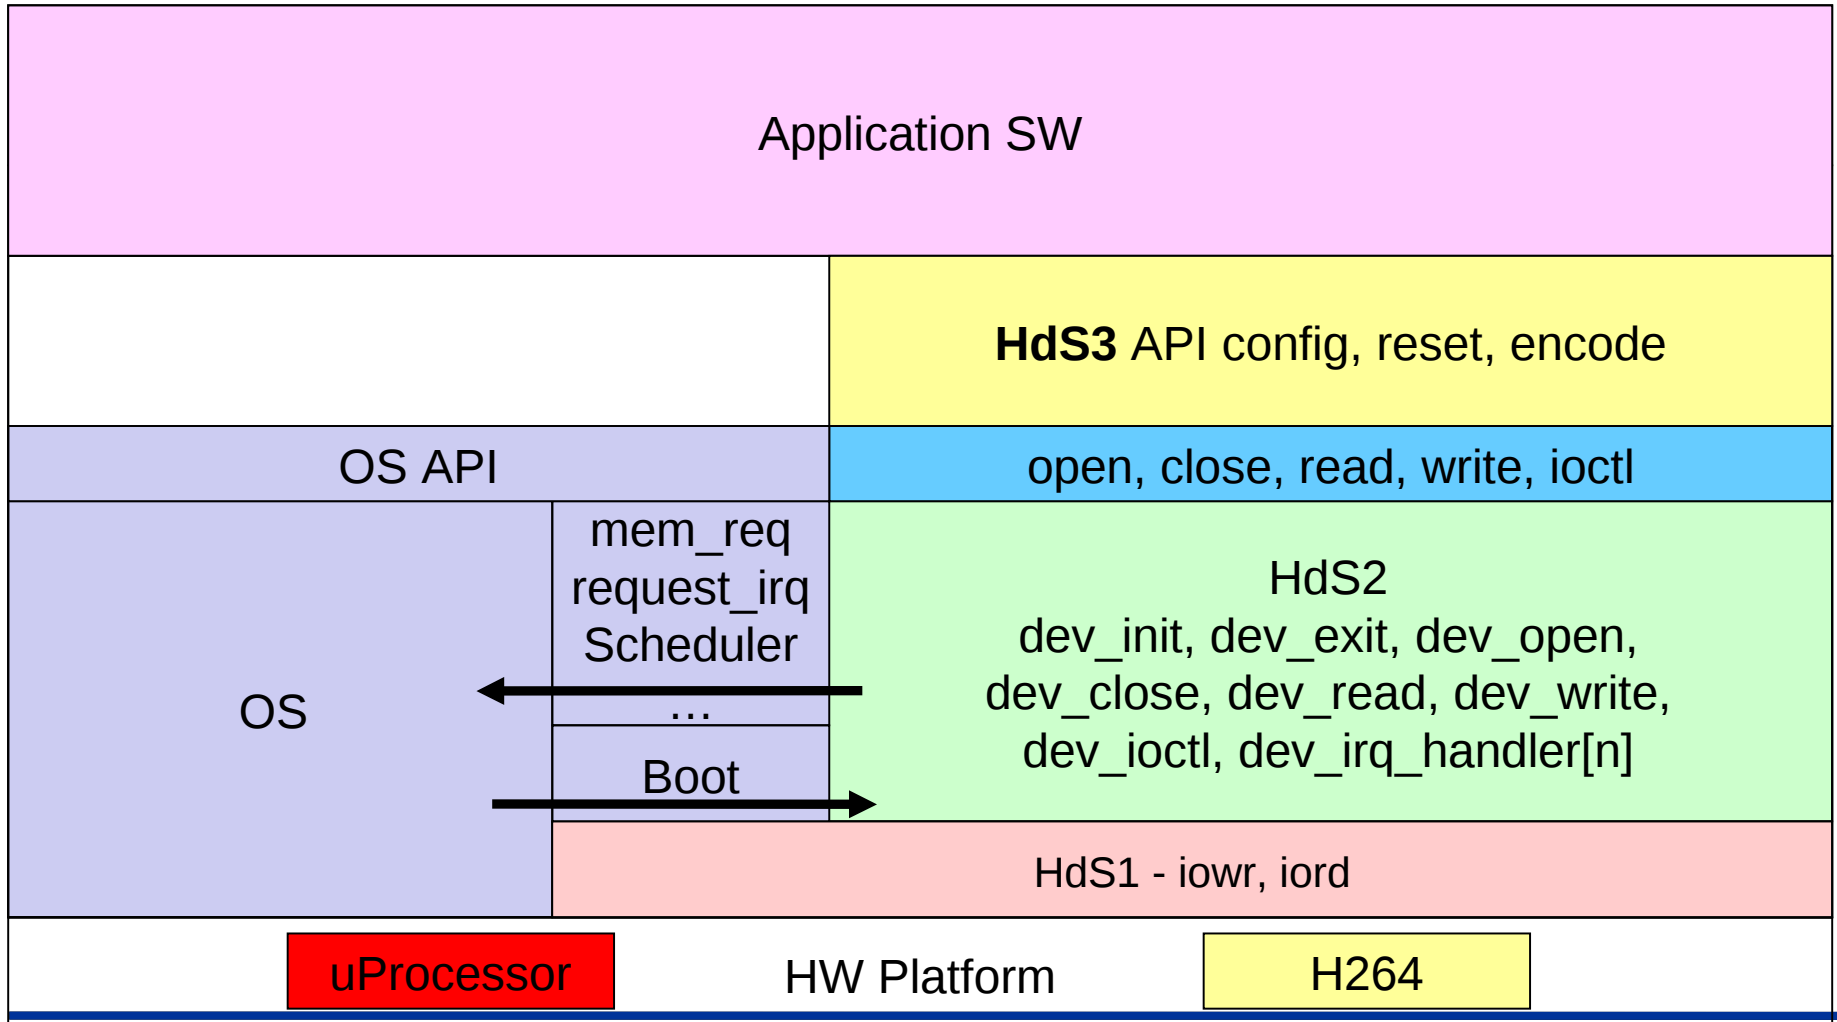 Application SW
HdS3 API config, reset, encode
OS API
open, close, read, write, ioctl
mem_req
request_irq
Scheduler
…
Boot
OS
HdS2
dev_init, dev_exit, dev_open,
dev_close, dev_read, dev_write,
dev_ioctl, dev_irq_handler[n]
HdS1 - iowr, iord
uProcessor
HW Platform
H264